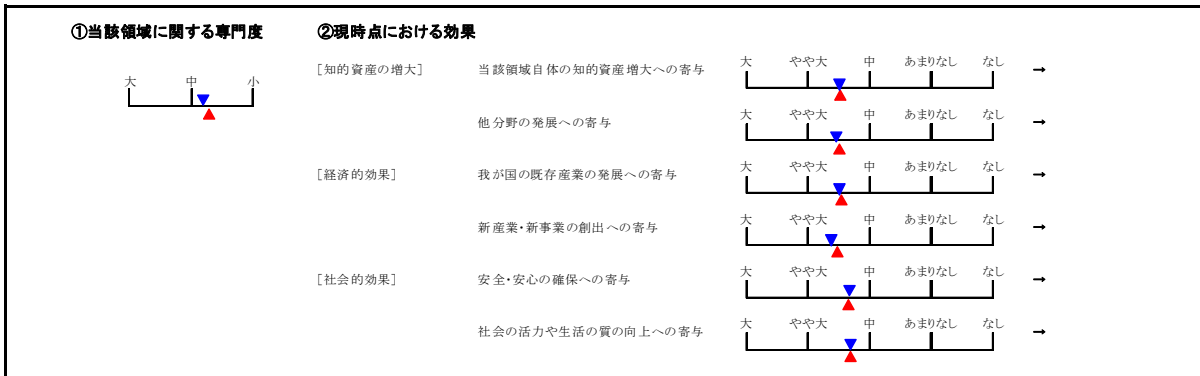 ①当該領域に関する専門度 ②現時点における効果
大 中 小
[知的資産の増大] 当該領域自体の知的資産増大への寄与 大 やや大 中 あまりなし なし →
他分野の発展への寄与 大 やや大 中 あまりなし なし →
[経済的効果] 我が国の既存産業の発展への寄与 大 やや大 中 あまりなし なし →
新産業・新事業の創出への寄与 大 やや大 中 あまりなし なし →
[社会的効果] 安全・安心の確保への寄与 大 やや大 中 あまりなし なし →
社会の活力や生活の質の向上への寄与 大 やや大 中 あまりなし なし →